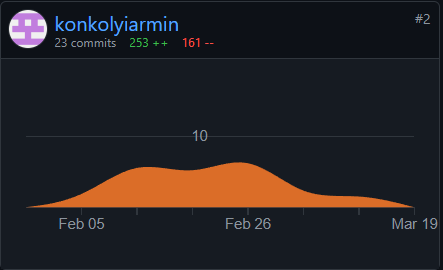 konkolyiarmin
#2
23 commits 253 ++ 161 --
10
Feb 05 Feb 26 Mar 19